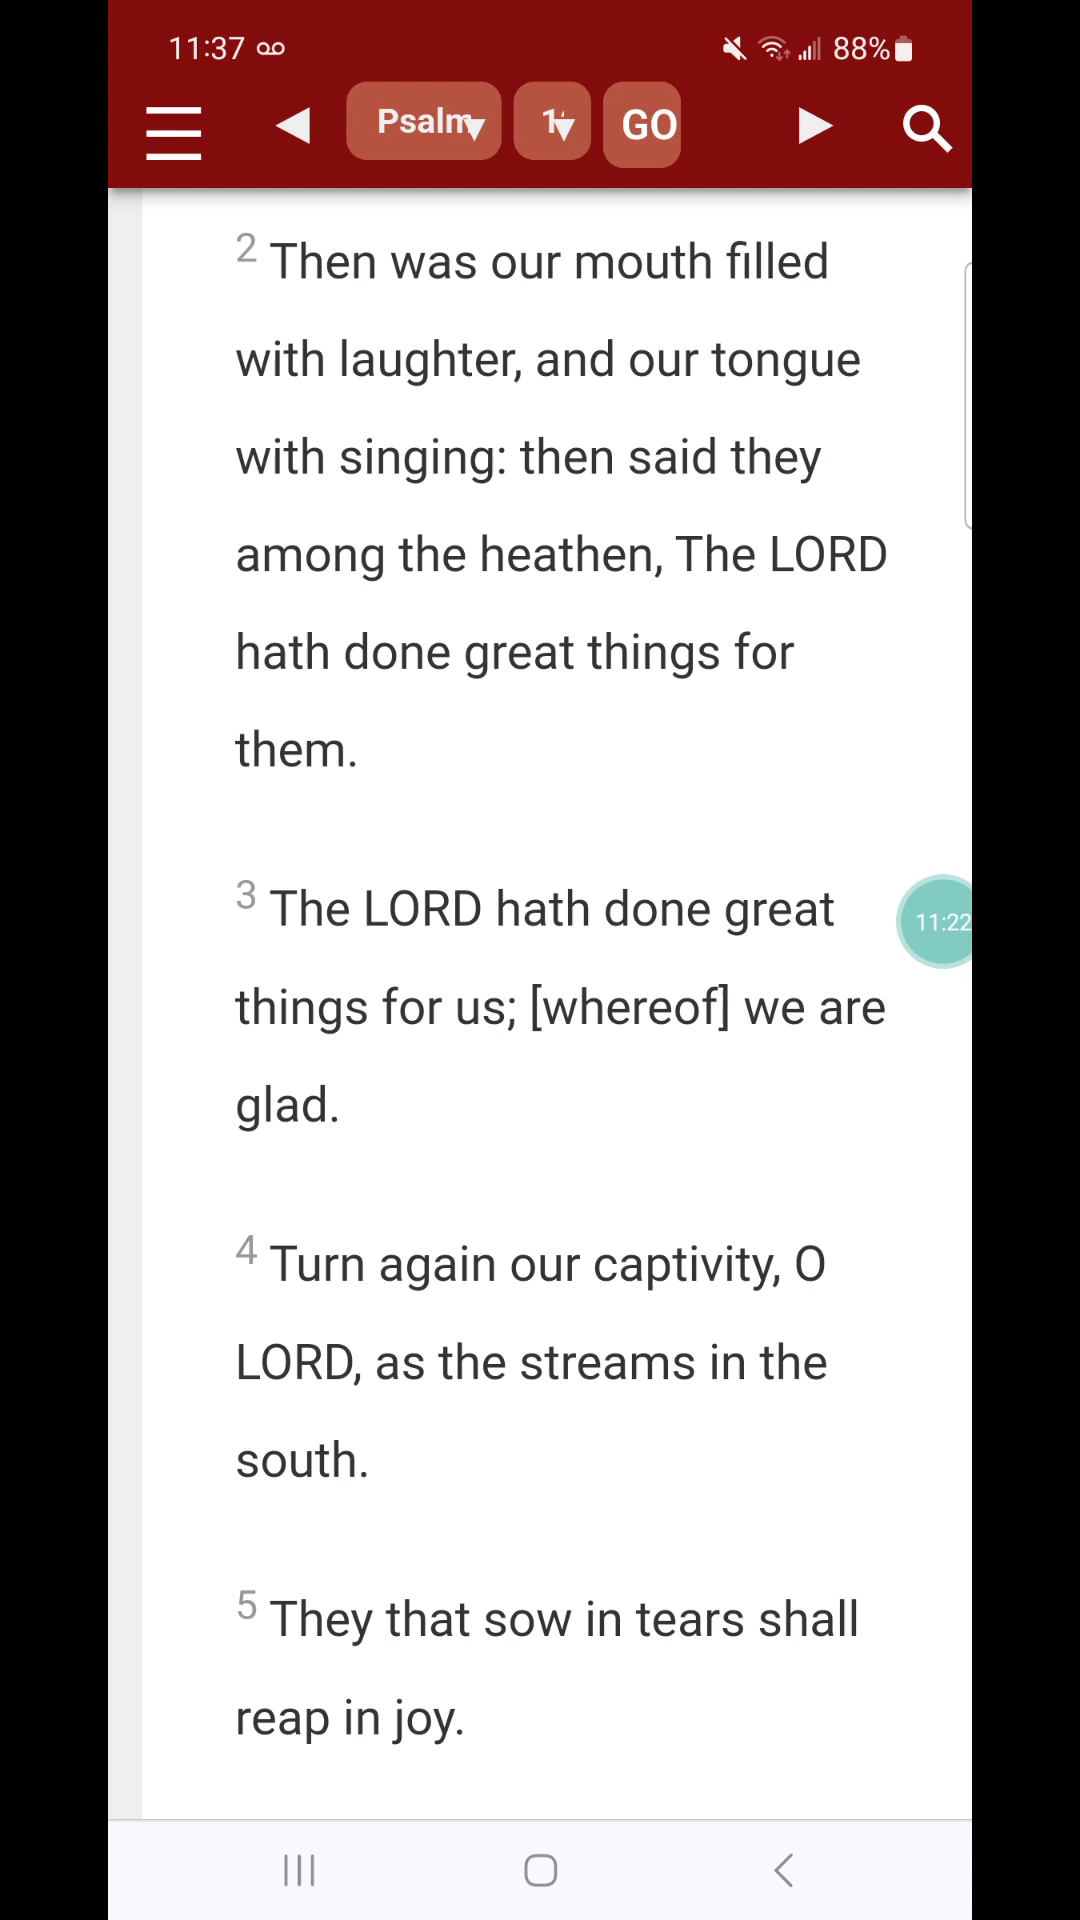 11:37
88%
Psalm
GO
2 Then was our mouth filled
with laughter, and our tongue
with singing: then said they
among the heathen, The LORD
hath done great things for
them.
3 The LORD hath done great
11:22
things for us; [whereof] we are
glad.
4 Turn again our captivity, O
LORD, as the streams in the
south.
5 They that sow in tears shall
reap in joy.